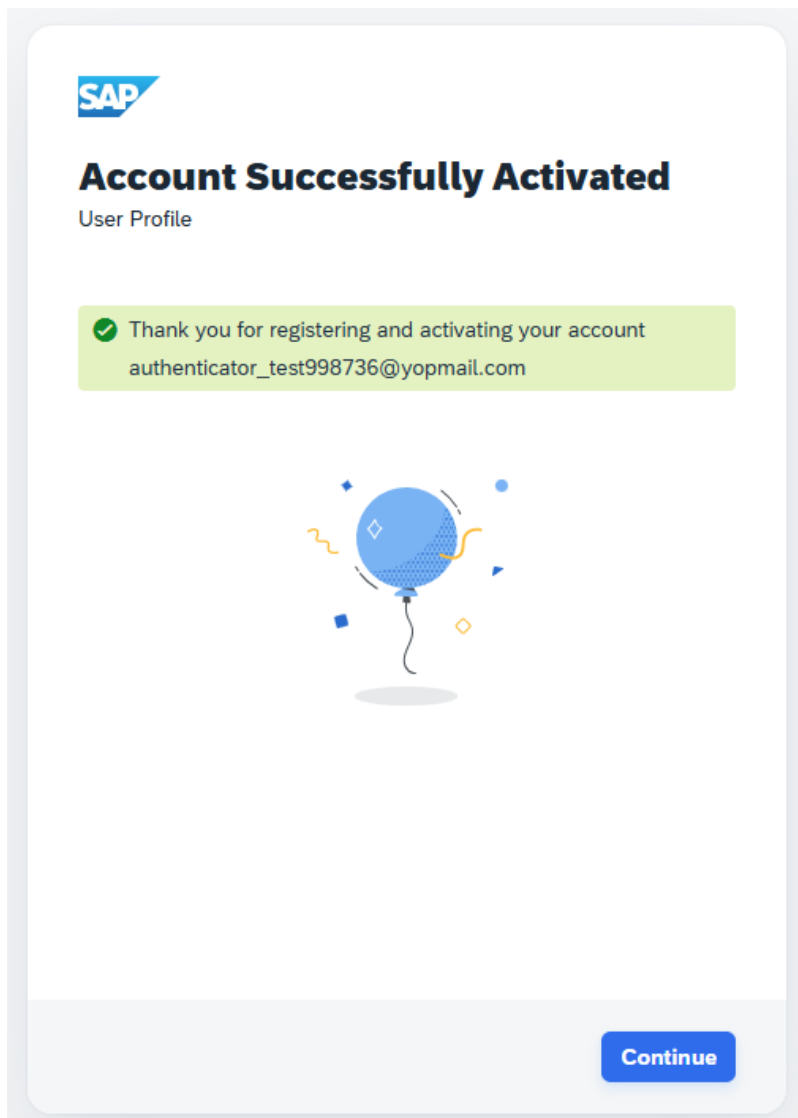 SAP
Account Successfully Activated
User Profile
Thank you for registering and activating your account
authenticator_test998736@yopmail.com
Continue